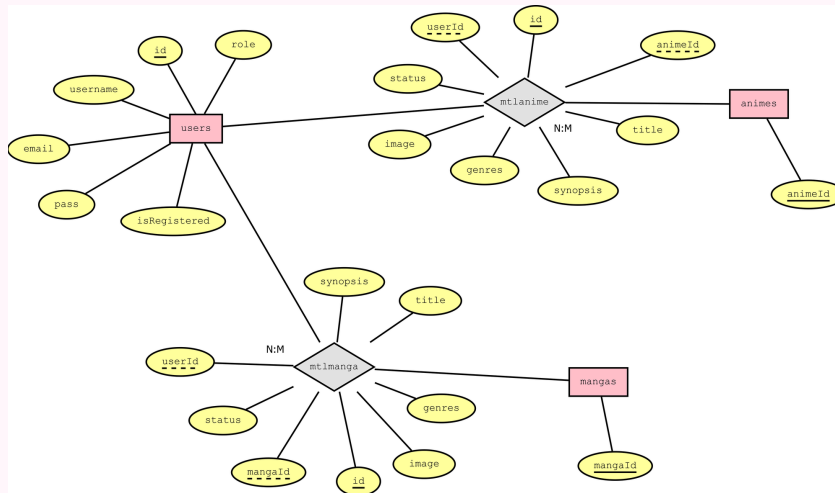 id
userId
id
role
animeId
status
username
mtlanime
animes
users
N:M
title
image
email
genres
synopsis
animeId
pass
isRegistered
synopsis
title
N:M
userId
mtlmanga
mangas
genres
status
image
mangaId
id
mangaId